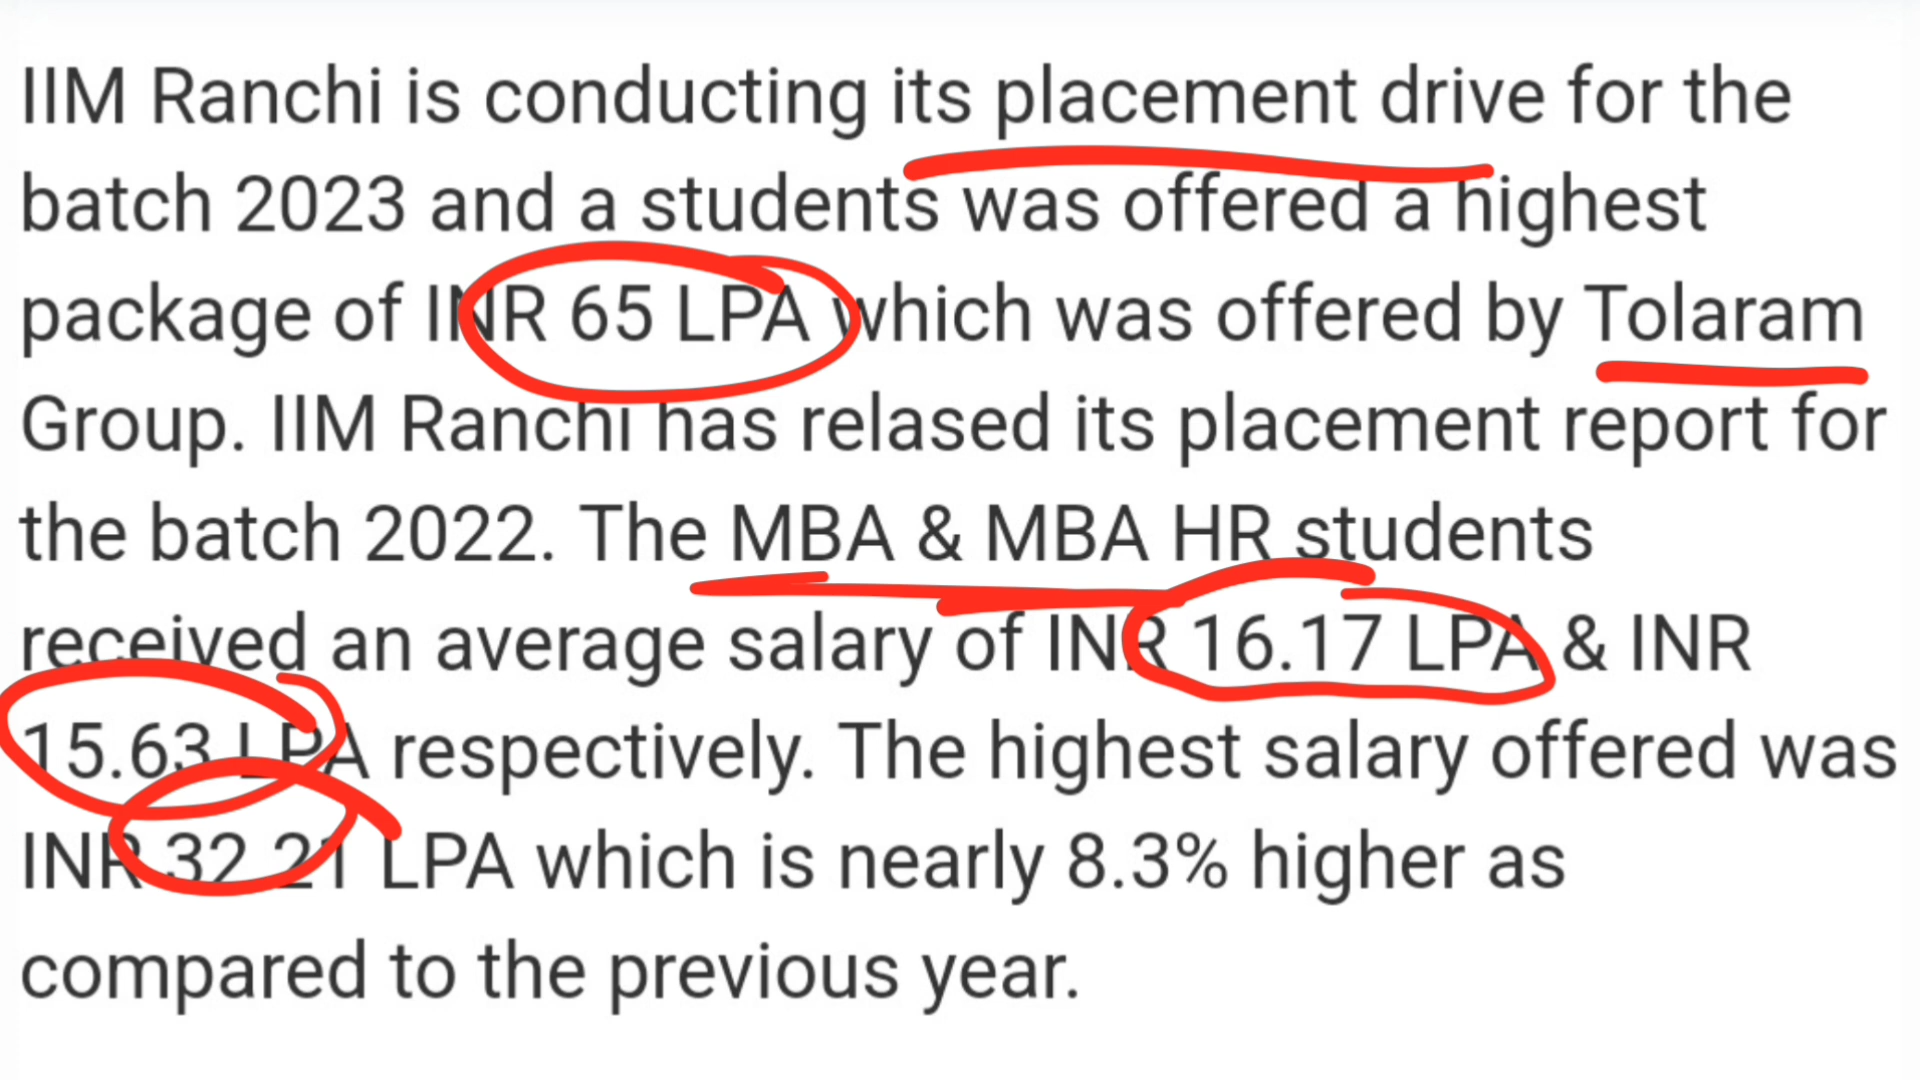 IIM Ranchi is conducting its placement drive for the
batch 2023 and a students was offered a highest
package of INR 65 LPA which was offered by Tolaram
Group. IIM Ranchi has relased its placement report for
the batch 2022. The MBA & MBA HR students
received an average salary of INR 16.17 LPA & INR
15.63 LPA respectively. The highest salary offered was
INR 32.21 LPA which is nearly 8.3% higher as
compared to the previous year.